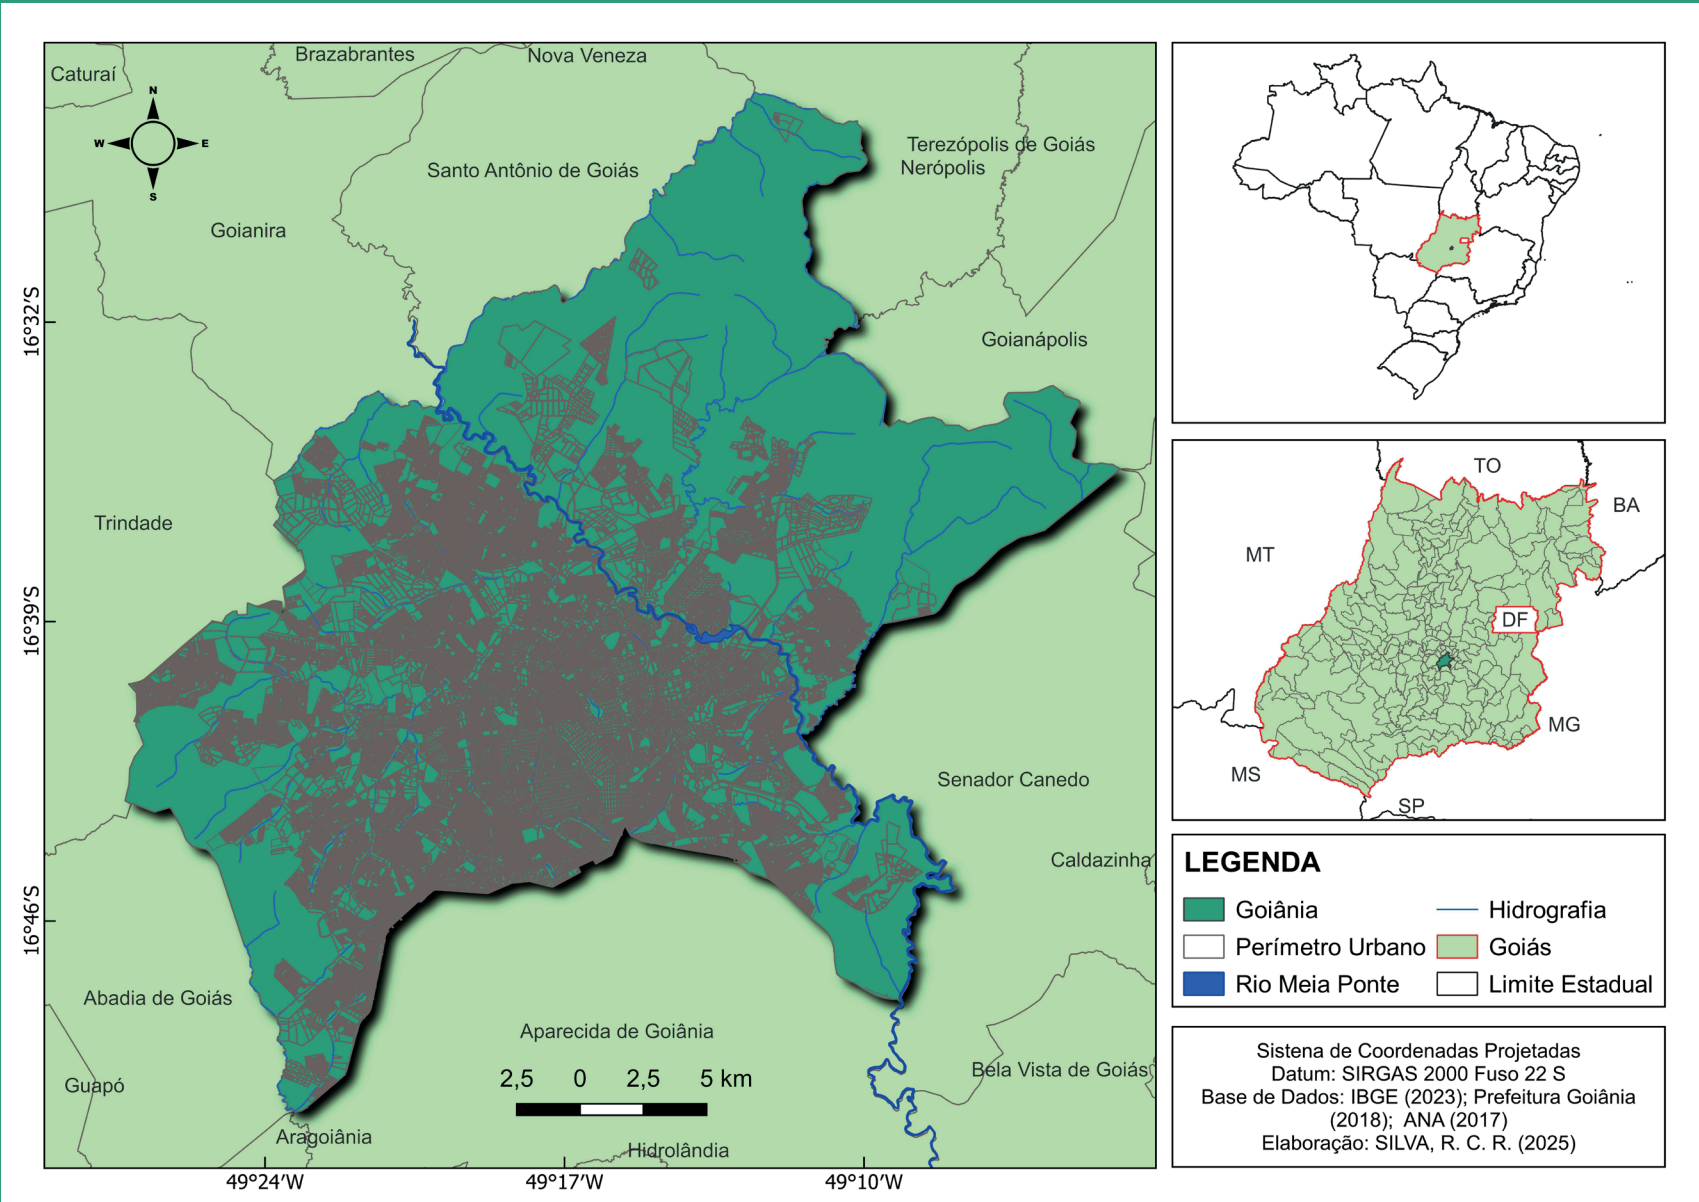 Caturaí
Brazabrantes
Nova Veneza
N
W
E
S
Santo Antônio de Goiás
Terezópolis de Goiás
Nerópolis
Goianira
Goianápolis
Trindade
Senador Canedo
Caldazinha
Abadia de Goiás
Aparecida de Goiânia
Bela Vista de Goiás
Guapó
2,5 0 2,5 5 km
Aragoiânia
Hidrolândia
16°32'S
16°39'S
16°46'S
49°24'W
49°17'W
49°10'W
TO
BA
MT
DF
MG
MS
SP
LEGENDA
Goiânia
Hidrografia
Perímetro Urbano
Goiás
Rio Meia Ponte
Limite Estadual
Sistena de Coordenadas Projetadas
Datum: SIRGAS 2000 Fuso 22 S
Base de Dados: IBGE (2023); Prefeitura Goiânia
(2018); ANA (2017)
Elaboração: SILVA, R. C. R. (2025)